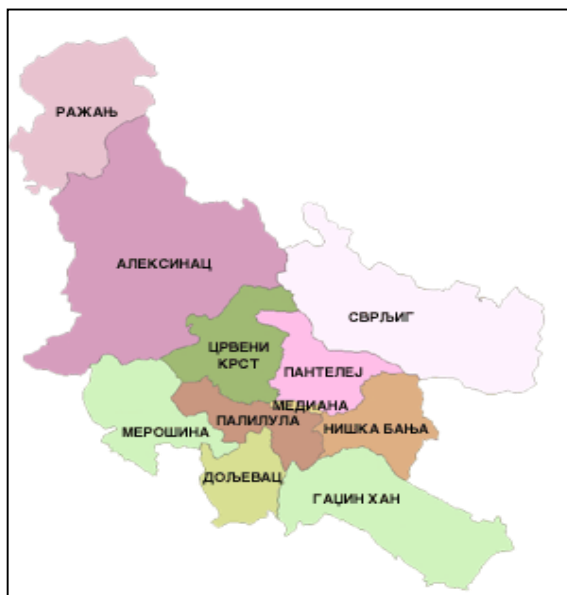 РАЖАЊ
АЛЕКСИНАЦ
СВРЉИГ
ЦРВЕНИ
КРСТ
ПАНТЕЛЕЈ
МЕДИАНА
ПАЛИЛУЛА
НИШКА БАЊА
МЕРОШИНА
ДОЉЕВАЦ
ГАЏИН ХАН